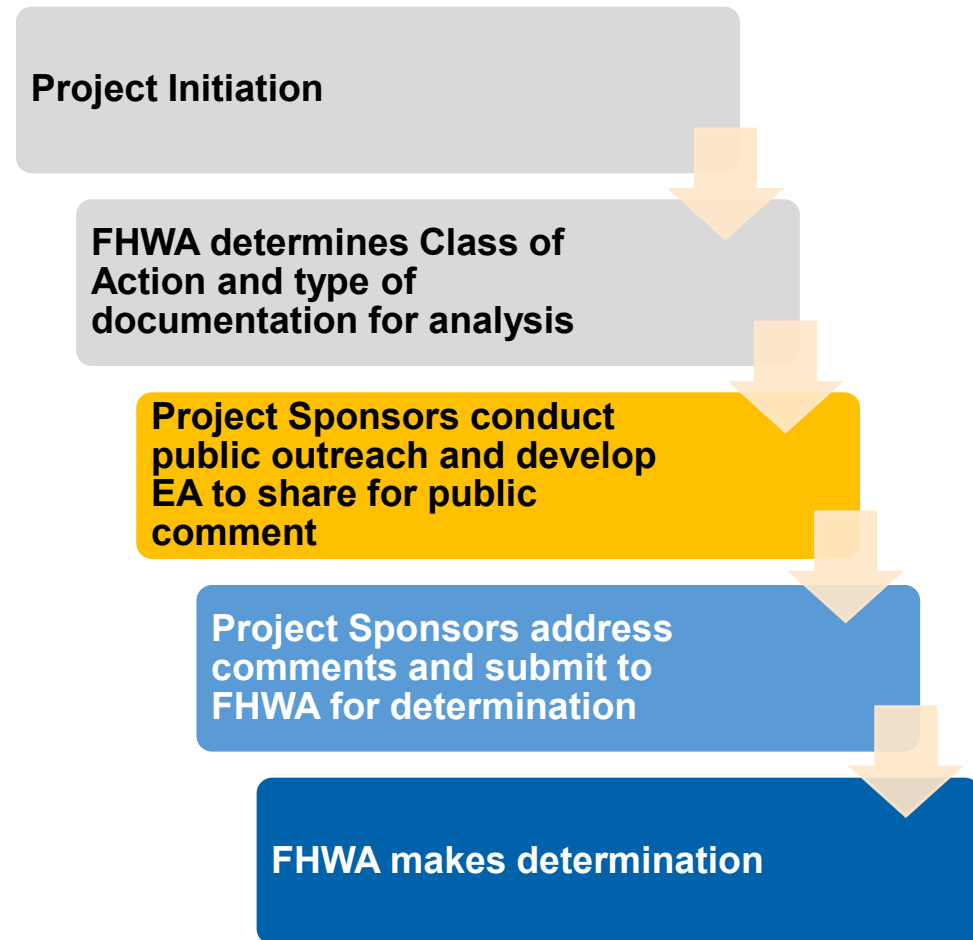 Project Initiation
FHWA determines Class of
Action and type of
documentation for analysis
Project Sponsors conduct
public outreach and develop
EA to share for public
comment
Project Sponsors address
comments and submit to
FHWA for determination
FHWA makes determination